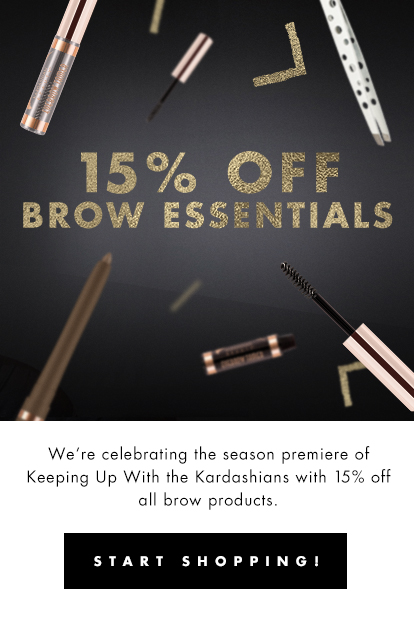 15% OFF
BROW ESSENTIALS
We're celebrating the season premiere of
Keeping Up With the Kardashians with 15% off
all brow products.
START SHOPPING!